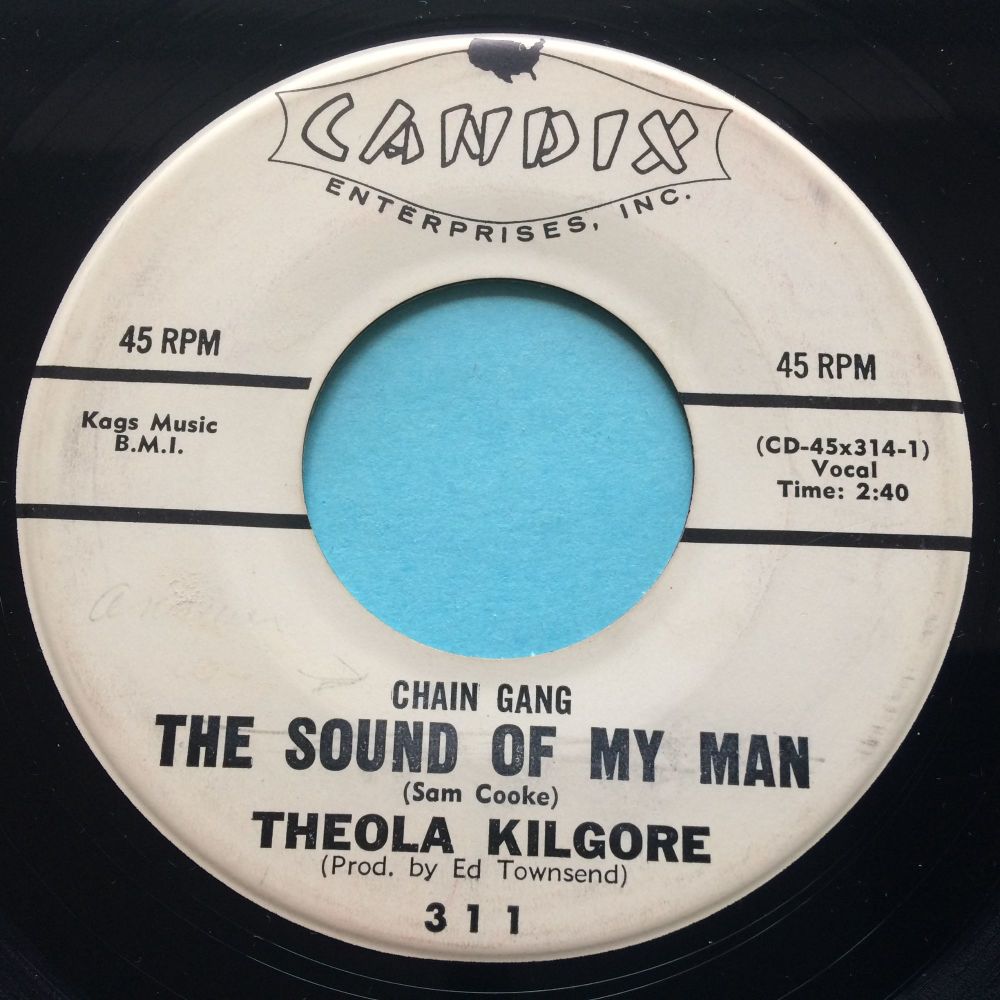 CANDIX
ENTERPRISES, INC.
45 RPM
45 RPM
Kags Music
B.M.I.
(CD-45x314-1)
Vocal
Time: 2:40
CHAIN GANG
THE SOUND OF MY MAN
(Sam Cooke)
THEOLA KILGORE
(Prod. by Ed Townsend)
311